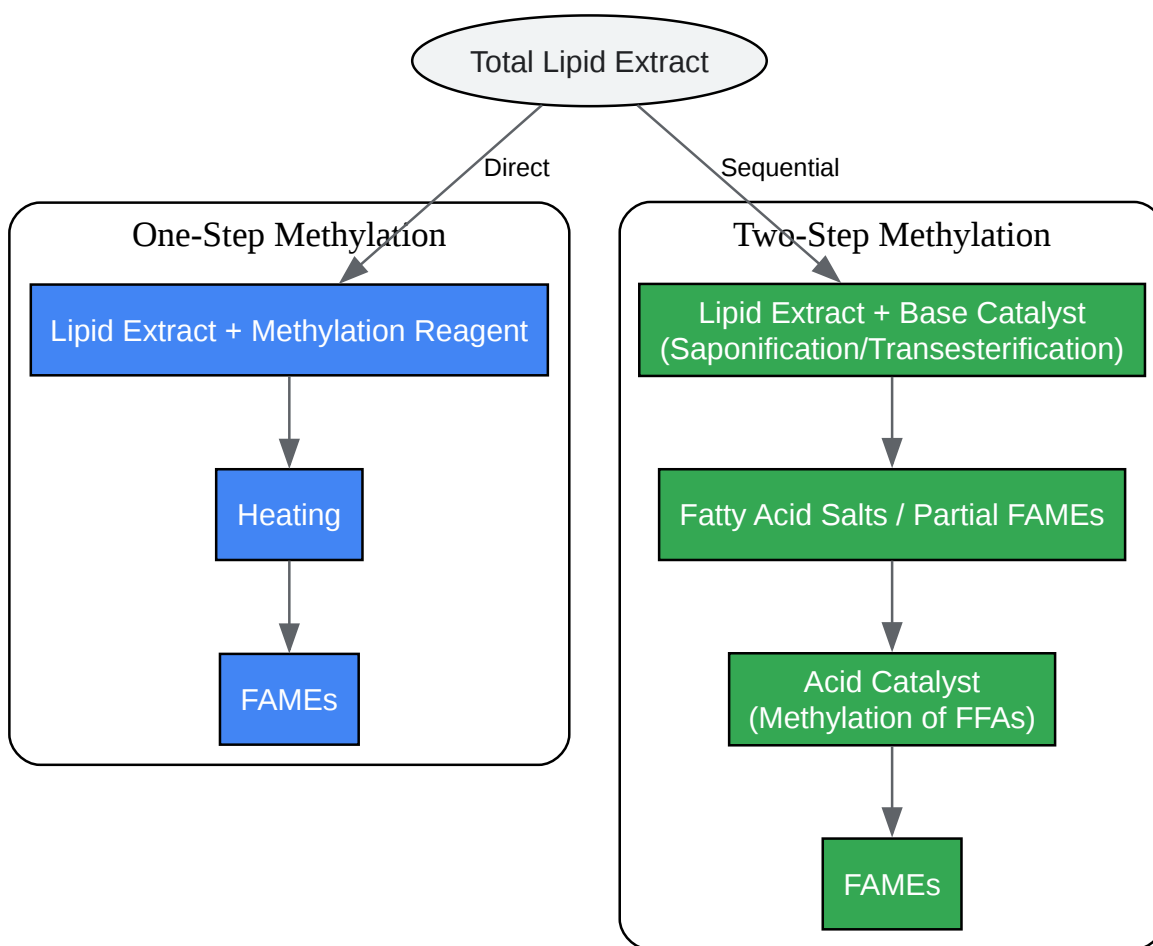 Total Lipid Extract
Direct
Sequential
One-Step Methylation
Lipid Extract + Methylation Reagent
Heating
FAMEs
Two-Step Methylation
Lipid Extract + Base Catalyst
(Saponification/Transesterification)
Fatty Acid Salts / Partial FAMEs
Acid Catalyst
(Methylation of FFAs)
FAMEs